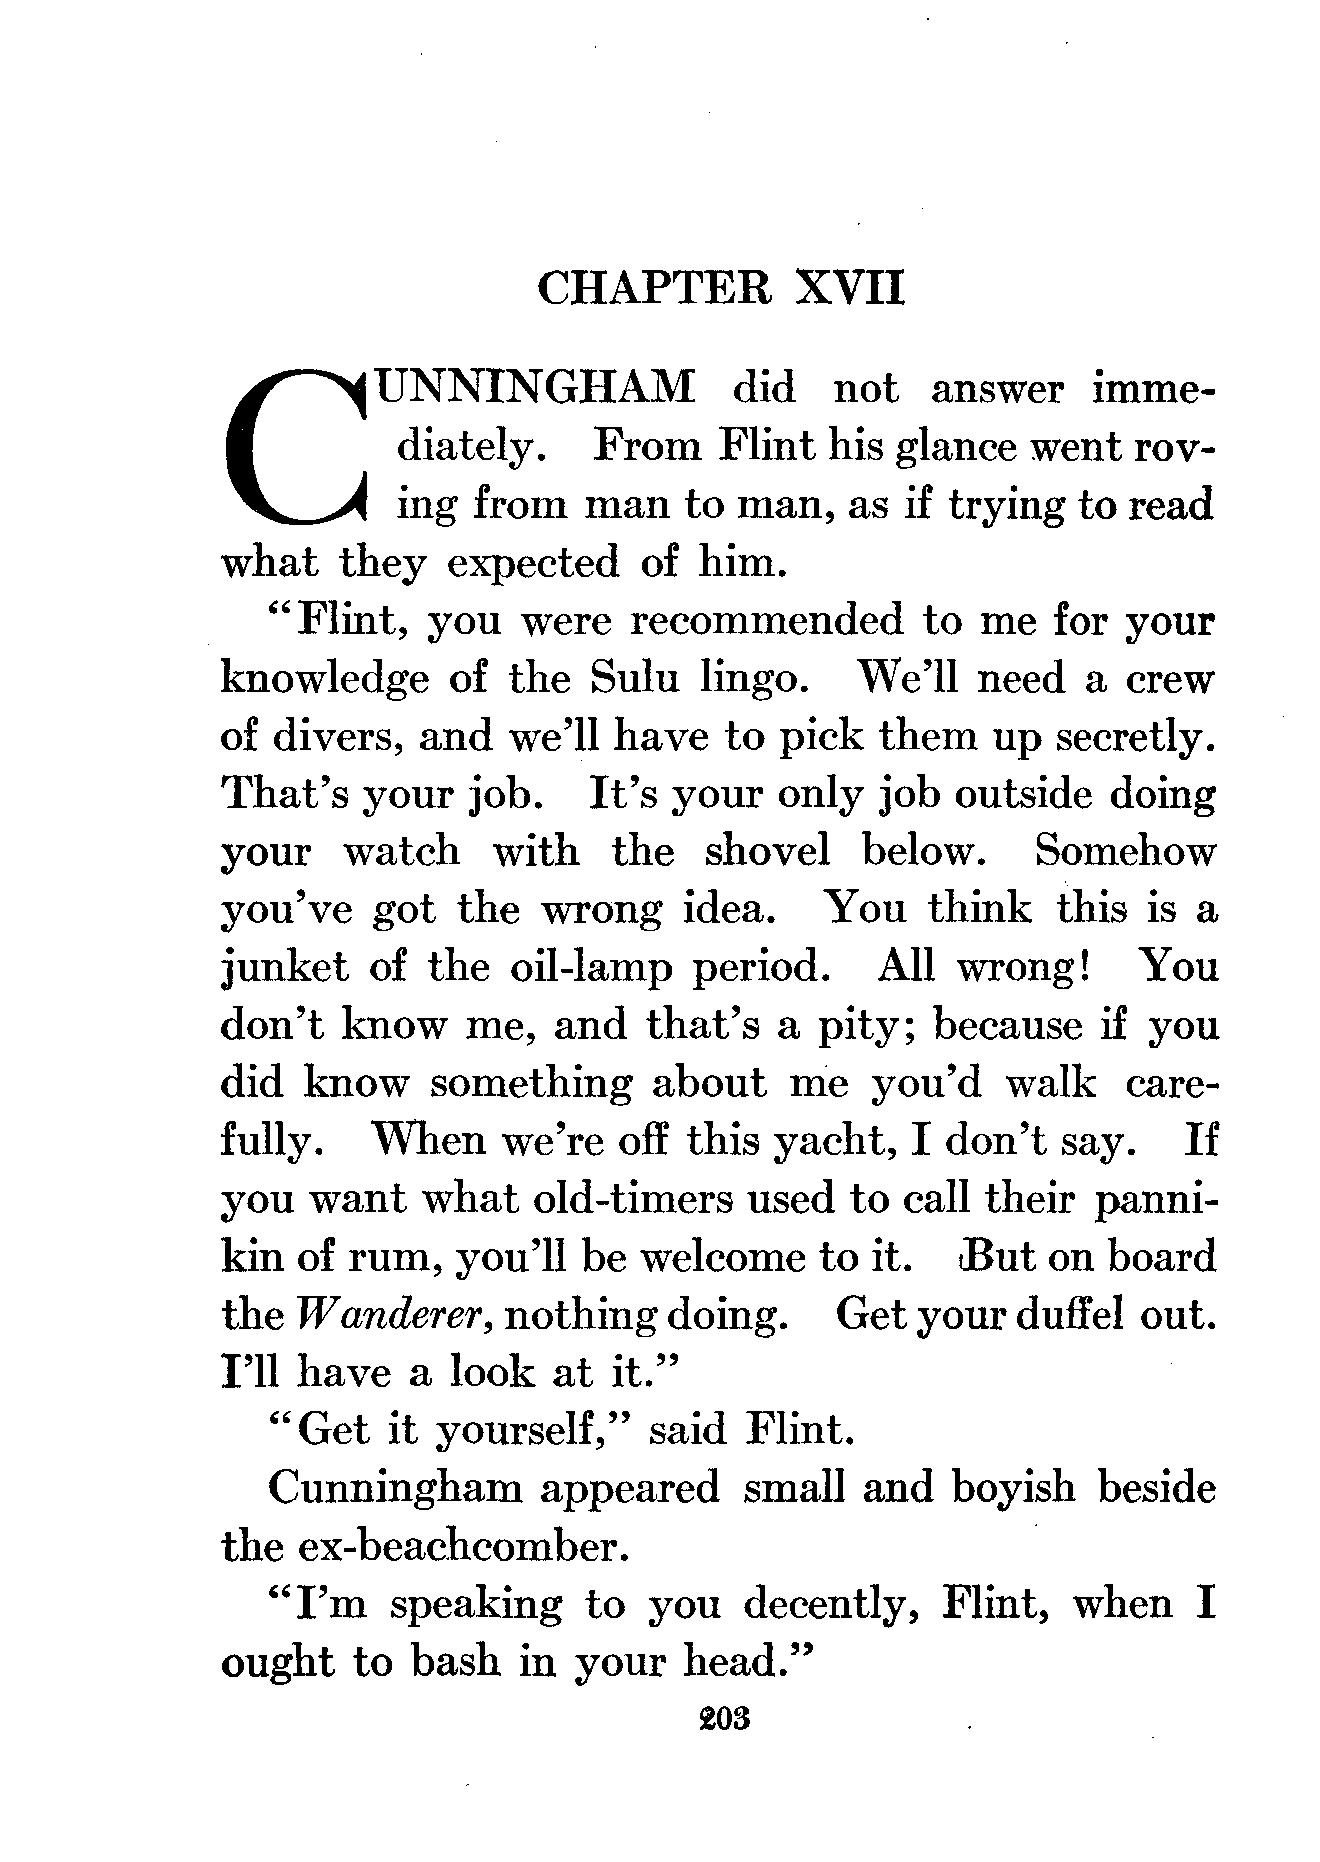 CHAPTER XVII
CUNNINGHAM did not answer imme-
diately. From Flint his glance went rov-
ing from man to man, as if trying to read
what they expected of him.
“Flint, you were recommended to me for your
knowledge of the Sulu lingo. We’ll need a crew
of divers, and we’ll have to pick them up secretly.
That’s your job. It’s your only job outside doing
your watch with the shovel below. Somehow
you’ve got the wrong idea. You think this is a
junket of the oil-lamp period. All wrong! You
don’t know me, and that’s a pity; because if you
did know something about me you’d walk care-
fully. When we’re off this yacht, I don’t say. If
you want what old-timers used to call their panni-
kin of rum, you’ll be welcome to it. But on board
the Wanderer, nothing doing. Get your duffel out.
I’ll have a look at it.”
“Get it yourself,” said Flint.
Cunningham appeared small and boyish beside
the ex-beachcomber.
“I’m speaking to you decently, Flint, when I
ought to bash in your head.”
203